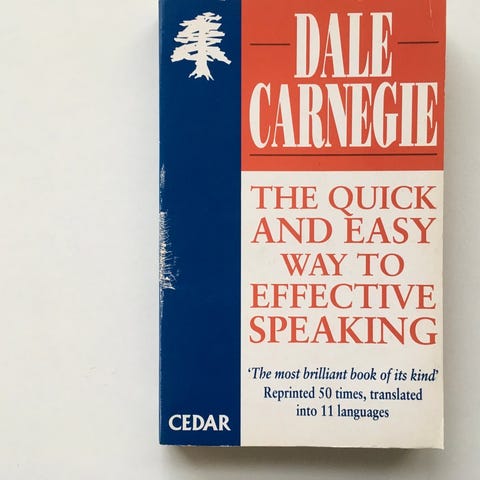 DALE
CARNEGIE
THE QUICK
AND EASY
WAY TO
EFFECTIVE
SPEAKING
'The most brilliant book of its kind'
Reprinted 50 times, translated
into 11 languages
CEDAR